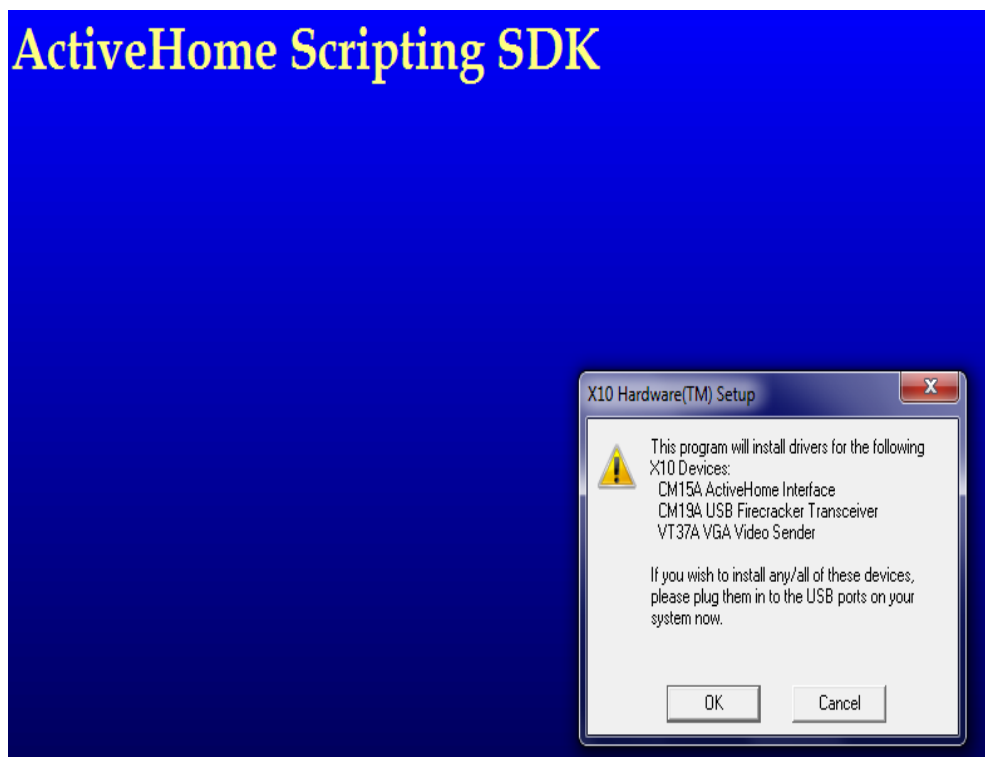 ActiveHome Scripting SDK
X10 Hardware(TM) Setup
This program will install drivers for the following
X10 Devices:
CM15A ActiveHome Interface
CM19A USB Firecracker Transceiver
VT37A VGA Video Sender
If you wish to install any/all of these devices,
please plug them in to the USB ports on your
system now.
OK
Cancel